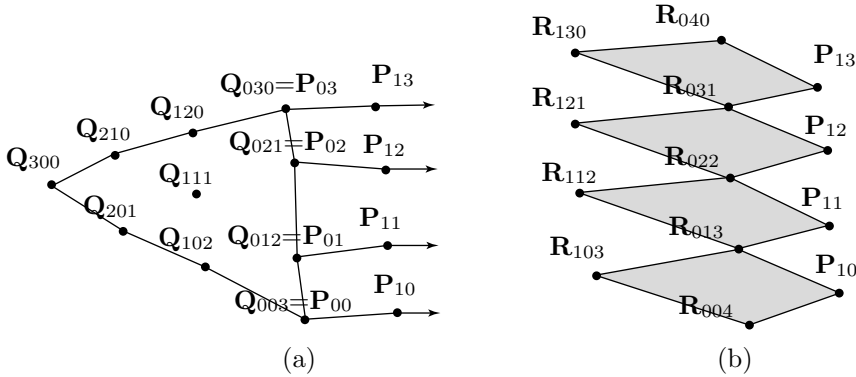 Q₃₀₀
Q₂₁₀
Q₁₂₀
Q₀₃₀=P₀₃
P₁₃
Q₂₀₁
Q₁₁₁
Q₀₂₁=P₀₂
P₁₂
Q₁₀₂
Q₀₁₂=P₀₁
P₁₁
Q₀₀₃=P₀₀
P₁₀
(a)
R₁₃₀
R₀₄₀
P₁₃
R₁₂₁
R₀₃₁
P₁₂
R₁₁₂
R₀₂₂
P₁₁
R₁₀₃
R₀₁₃
P₁₀
R₀₀₄
(b)